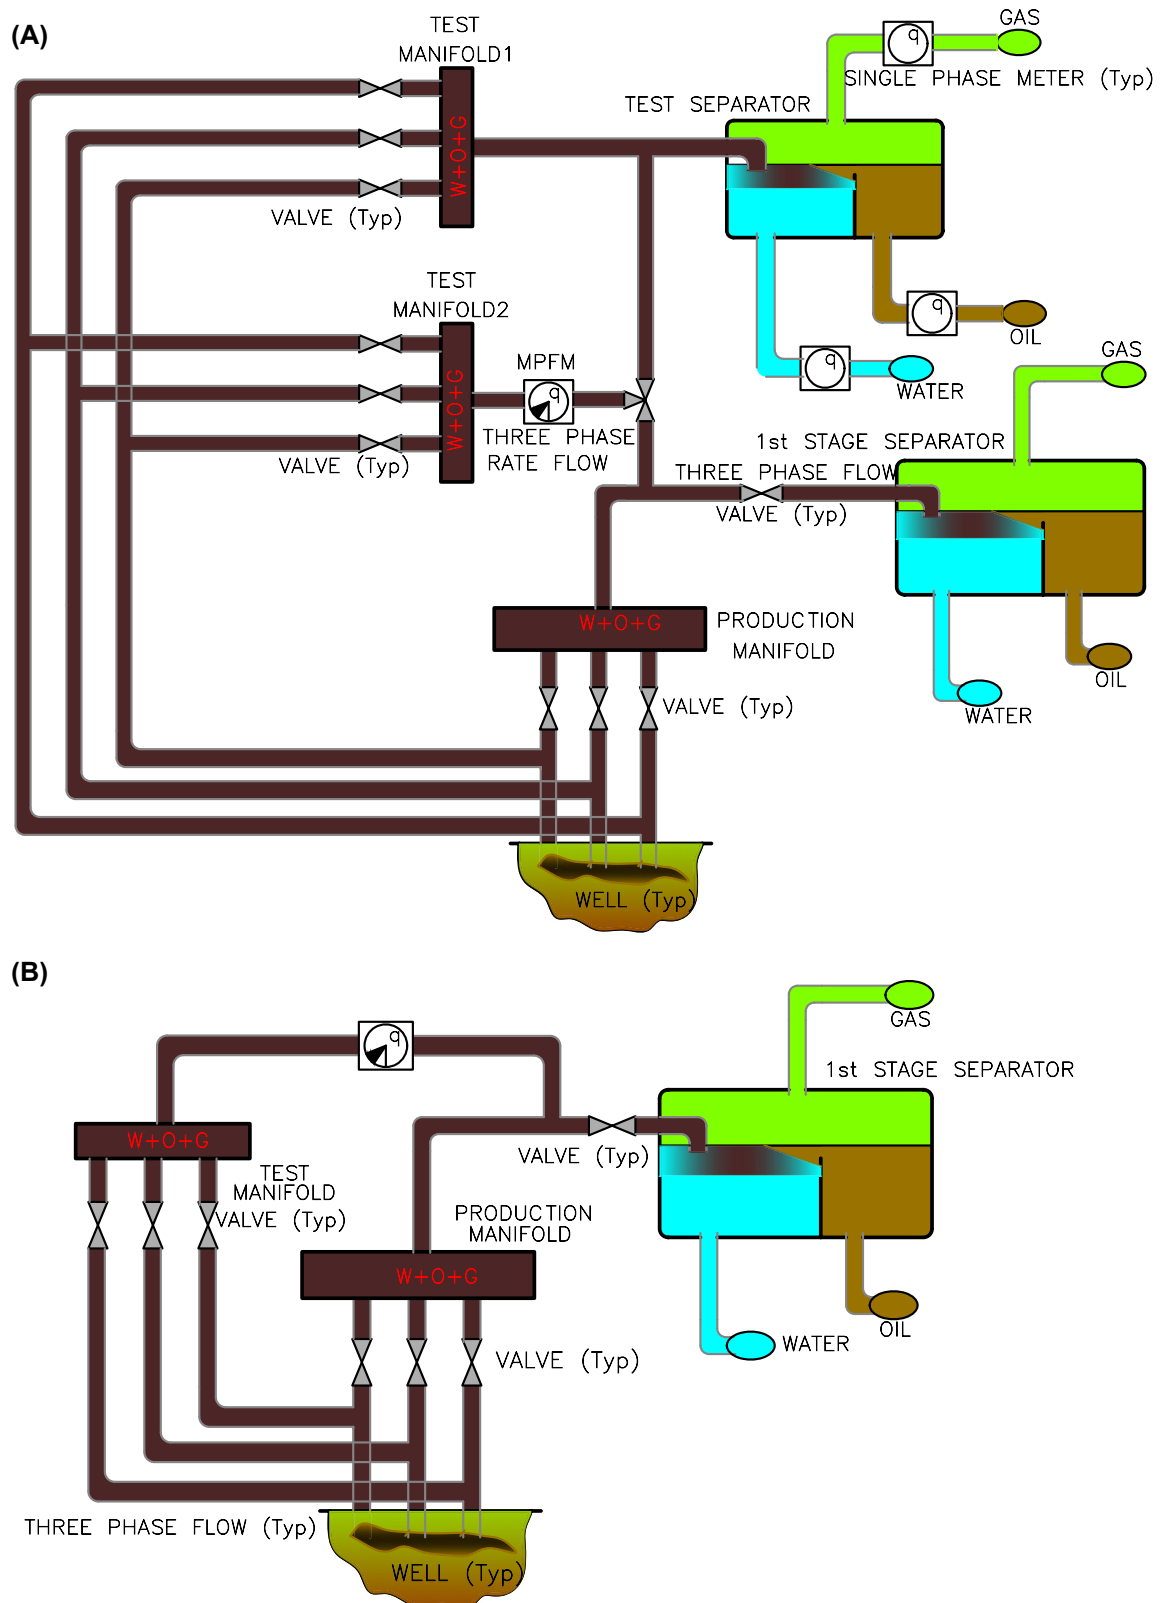 (A)
TEST
MANIFOLD1
GAS
q
SINGLE PHASE METER (Typ)
TEST SEPARATOR
W+O+G
VALVE (Typ)
TEST
MANIFOLD2
q
OIL
q
WATER
GAS
MPFM
q
W+O+G
THREE PHASE
RATE FLOW
VALVE (Typ)
1st STAGE SEPARATOR
THREE PHASE FLOW
VALVE (Typ)
W+O+G
PRODUCTION
MANIFOLD
OIL
VALVE (Typ)
WATER
WELL (Typ)
(B)
GAS
q
1st STAGE SEPARATOR
W+O+G
VALVE (Typ)
TEST
MANIFOLD
VALVE (Typ)
PRODUCTION
MANIFOLD
W+O+G
OIL
WATER
VALVE (Typ)
THREE PHASE FLOW (Typ)
WELL (Typ)